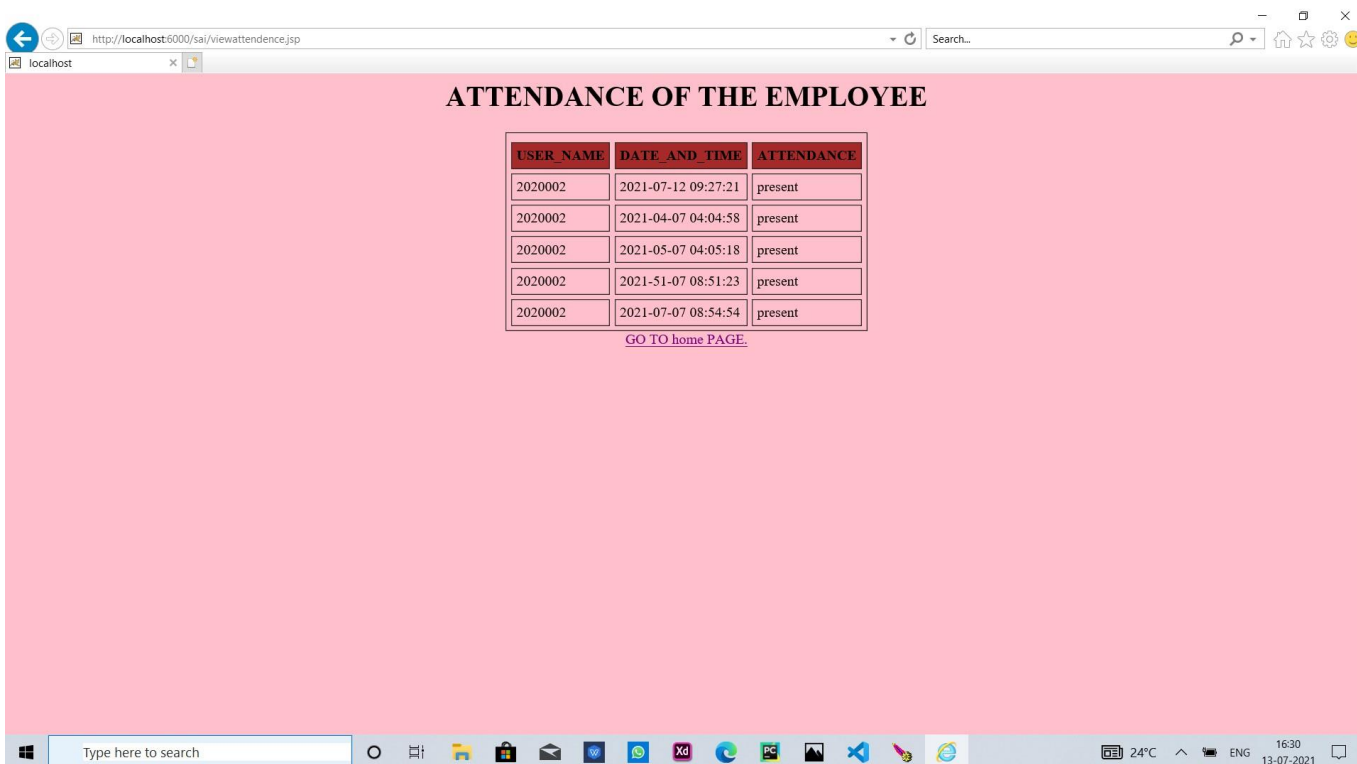 http://localhost:6000/sai/viewattendence.jsp
Search...
localhost
ATTENDANCE OF THE EMPLOYEE
USER_NAME DATE_AND_TIME ATTENDANCE
2020002 2021-07-12 09:27:21 present
2020002 2021-04-07 04:04:58 present
2020002 2021-05-07 04:05:18 present
2020002 2021-51-07 08:51:23 present
2020002 2021-07-07 08:54:54 present
GO TO home PAGE.
Type here to search
Xd
PC
24°C
ENG
16:30
13-07-2021